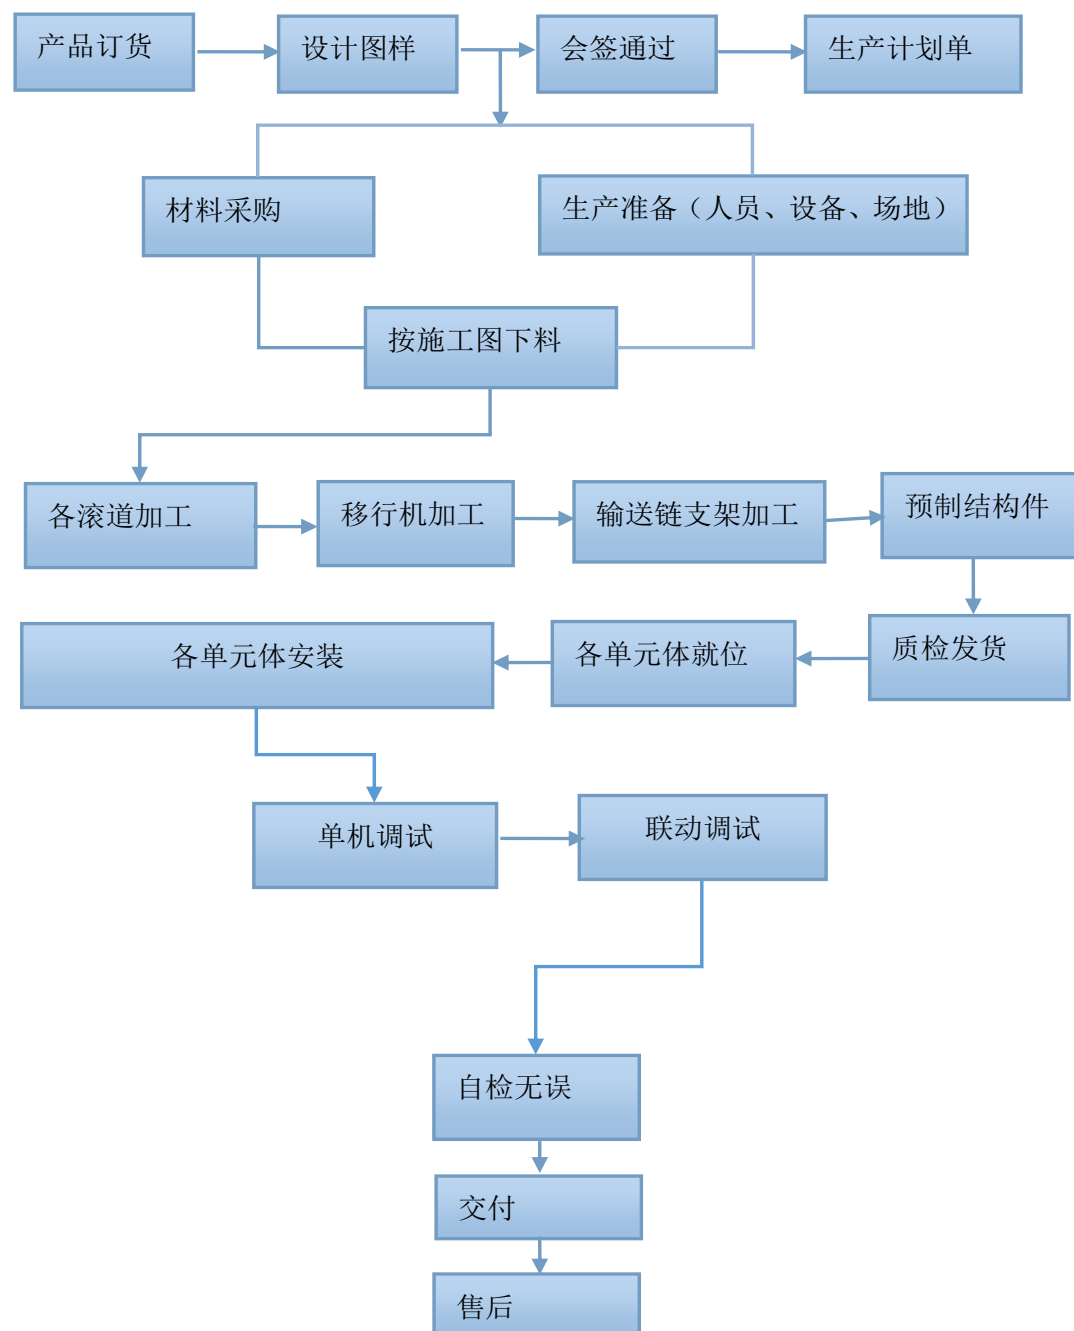 产品订货
设计图样
会签通过
生产计划单
材料采购
生产准备（人员、设备、场地）
按施工图下料
各滚道加工
移行机加工
输送链支架加工
预制结构件
各单元体安装
各单元体就位
质检发货
单机调试
联动调试
自检无误
交付
售后